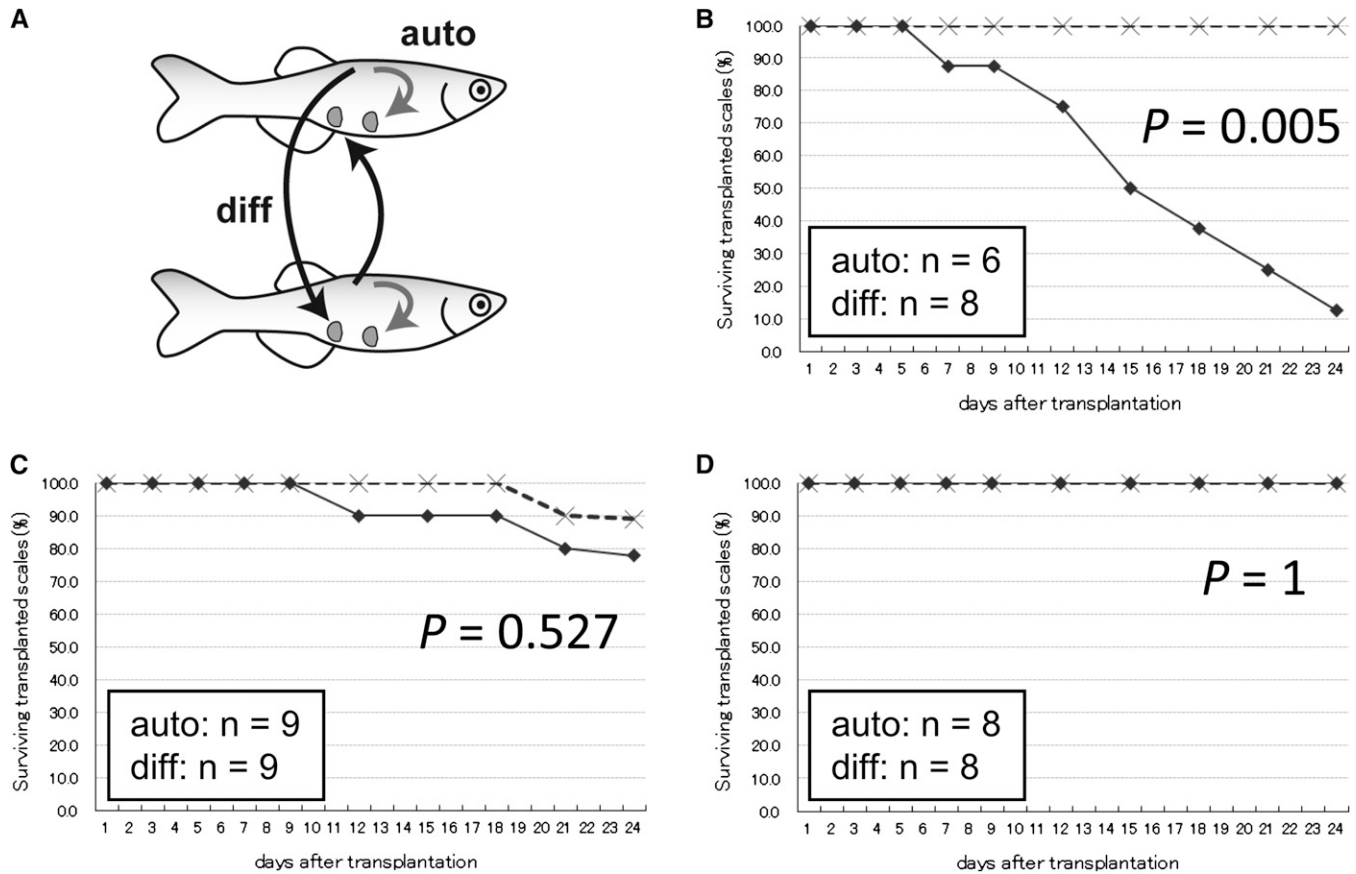 A
auto
diff
B
Surviving transplanted scales (%)
100.0
90.0
80.0
70.0
60.0
50.0
40.0
30.0
20.0
10.0
0.0
P = 0.005
auto: n = 6
diff: n = 8
1 2 3 4 5 6 7 8 9 10 11 12 13 14 15 16 17 18 19 20 21 22 23 24
days after transplantation
C
Surviving transplanted scales (%)
100.0
90.0
80.0
70.0
60.0
50.0
40.0
30.0
20.0
10.0
0.0
P = 0.527
auto: n = 9
diff: n = 9
1 2 3 4 5 6 7 8 9 10 11 12 13 14 15 16 17 18 19 20 21 22 23 24
days after transplantation
D
Surviving transplanted scales (%)
100.0
90.0
80.0
70.0
60.0
50.0
40.0
30.0
20.0
10.0
0.0
P = 1
auto: n = 8
diff: n = 8
1 2 3 4 5 6 7 8 9 10 11 12 13 14 15 16 17 18 19 20 21 22 23 24
days after transplantation